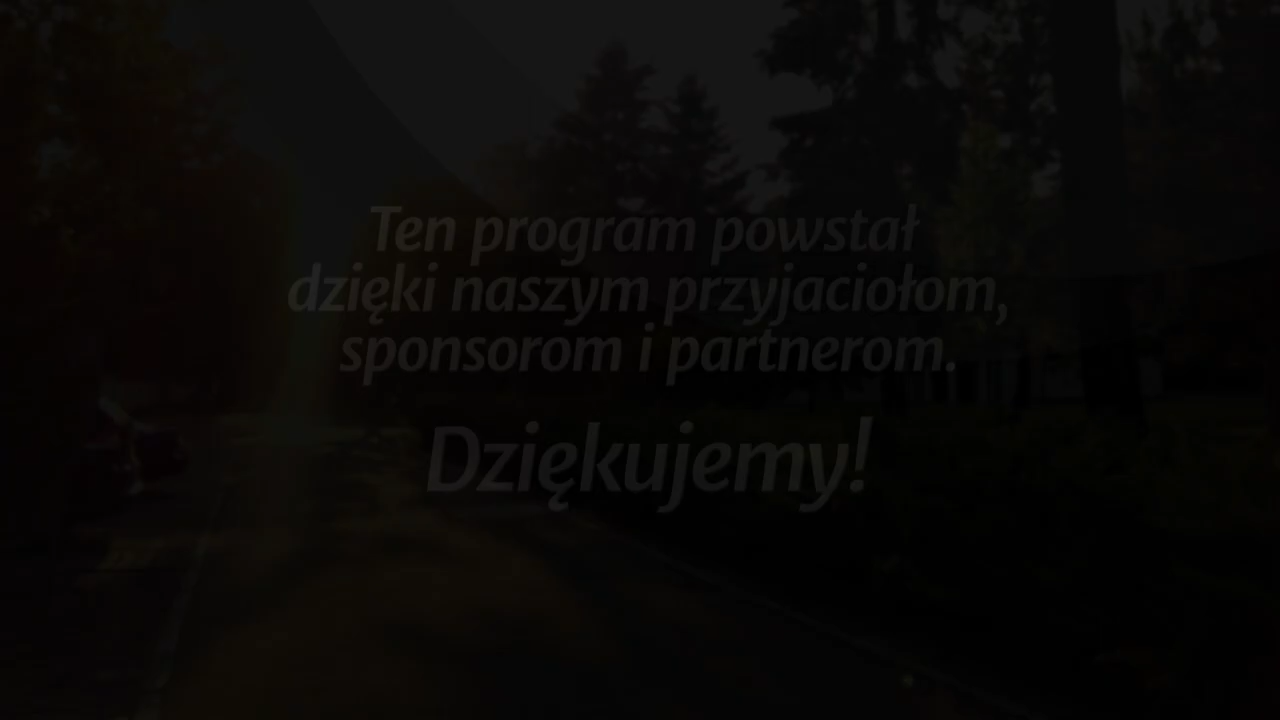 Ten program powstał
dzięki naszym przyjaciołom,
sponsorom i partnerom.
Dziękujemy!